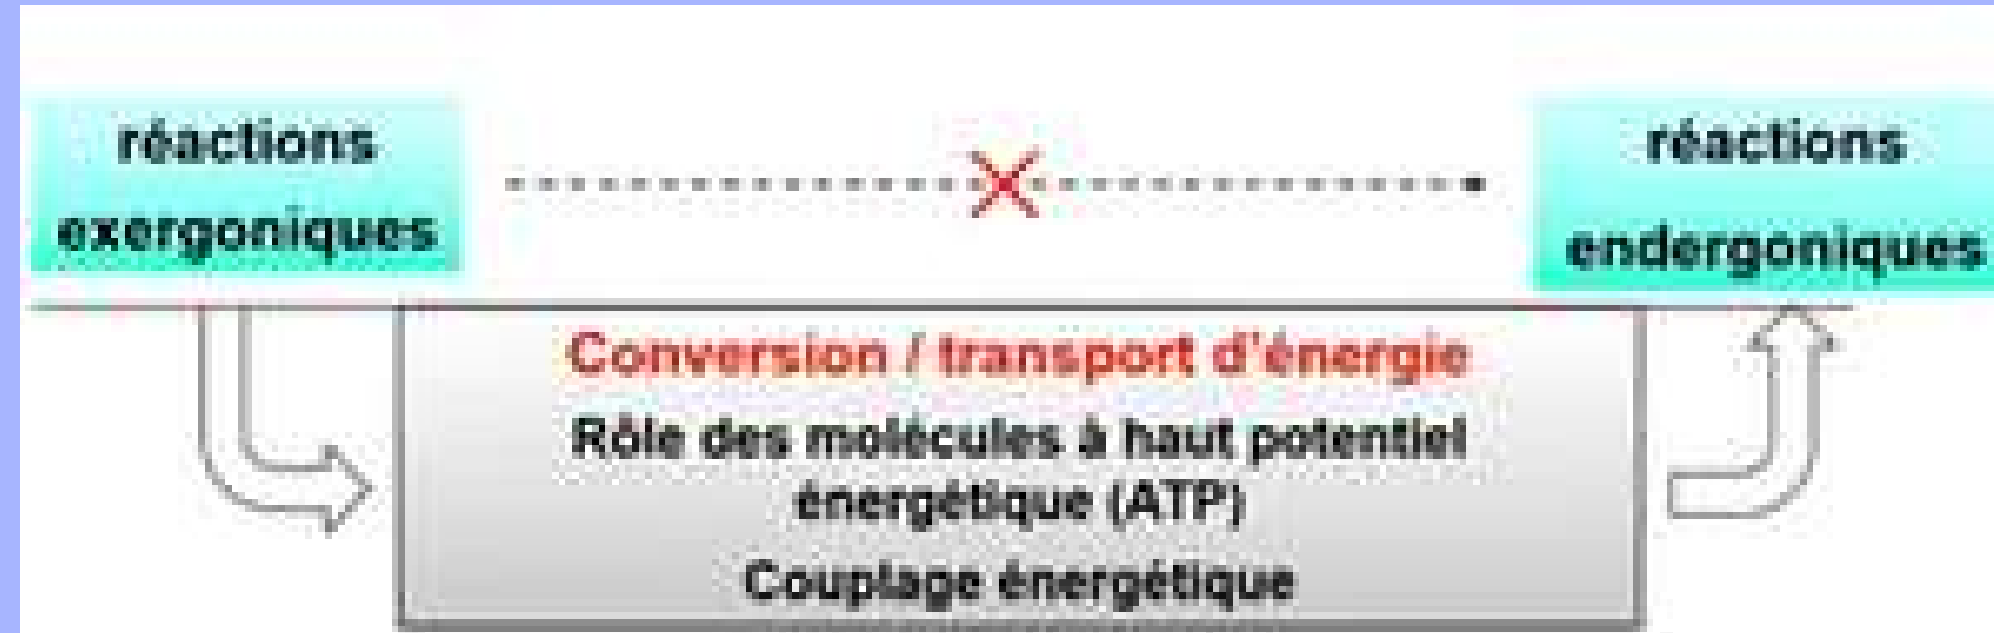 réactions
exergoniques
réactions
endergoniques
Conversion / transport d'énergie
Rôle des molécules à haut potentiel
énergétique (ATP)
Couplage énergétique